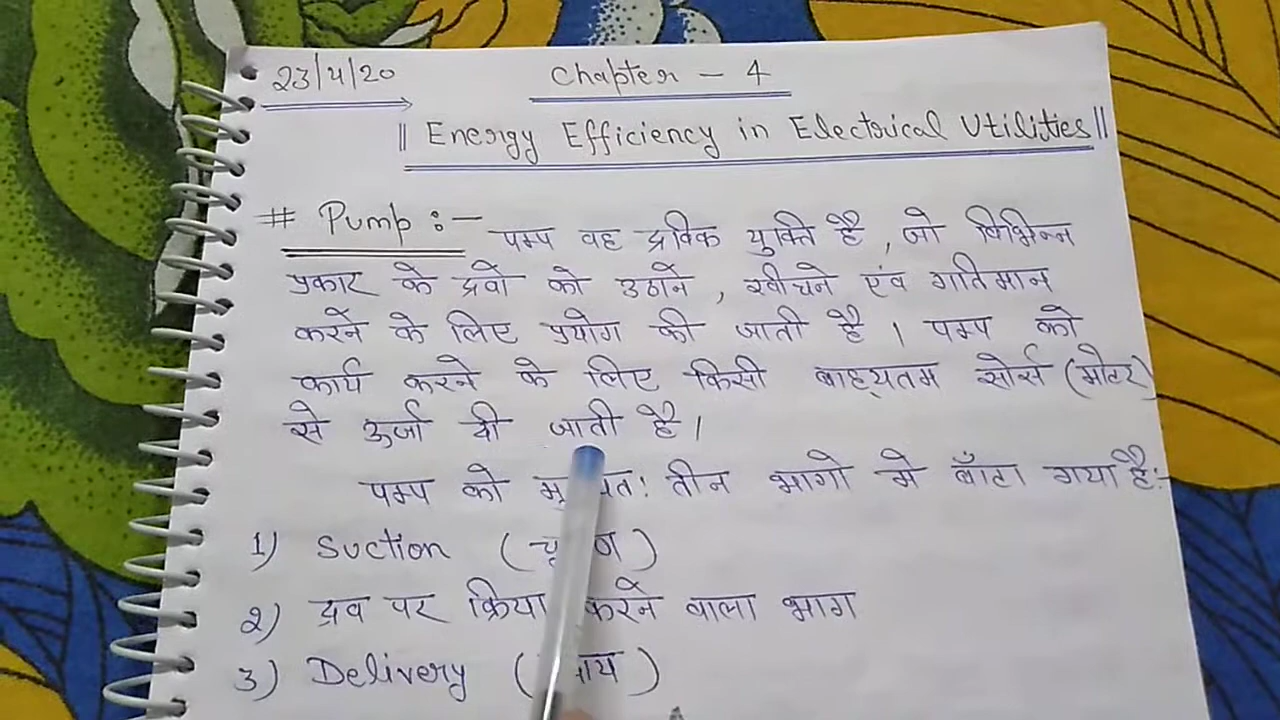 23/4/20
Chapter - 4
|| Energy Efficiency in Electrical Utilities ||
# Pump :- पम्प वह द्रविक युक्ति है , जो विभिन्न
प्रकार के द्रवो को उठाने , खीचने एंव गतिमान
करने के लिए प्रयोग की जाती है । पम्प को
कार्य करने के लिए किसी बाह्यतम सोर्स (मोटर)
से ऊर्जा दी जाती है ।
पम्प को तीन भागो मे बाँटा गया है:-
1) Suction
2) द्रव पर क्रिया करने वाला भाग
3) Delivery